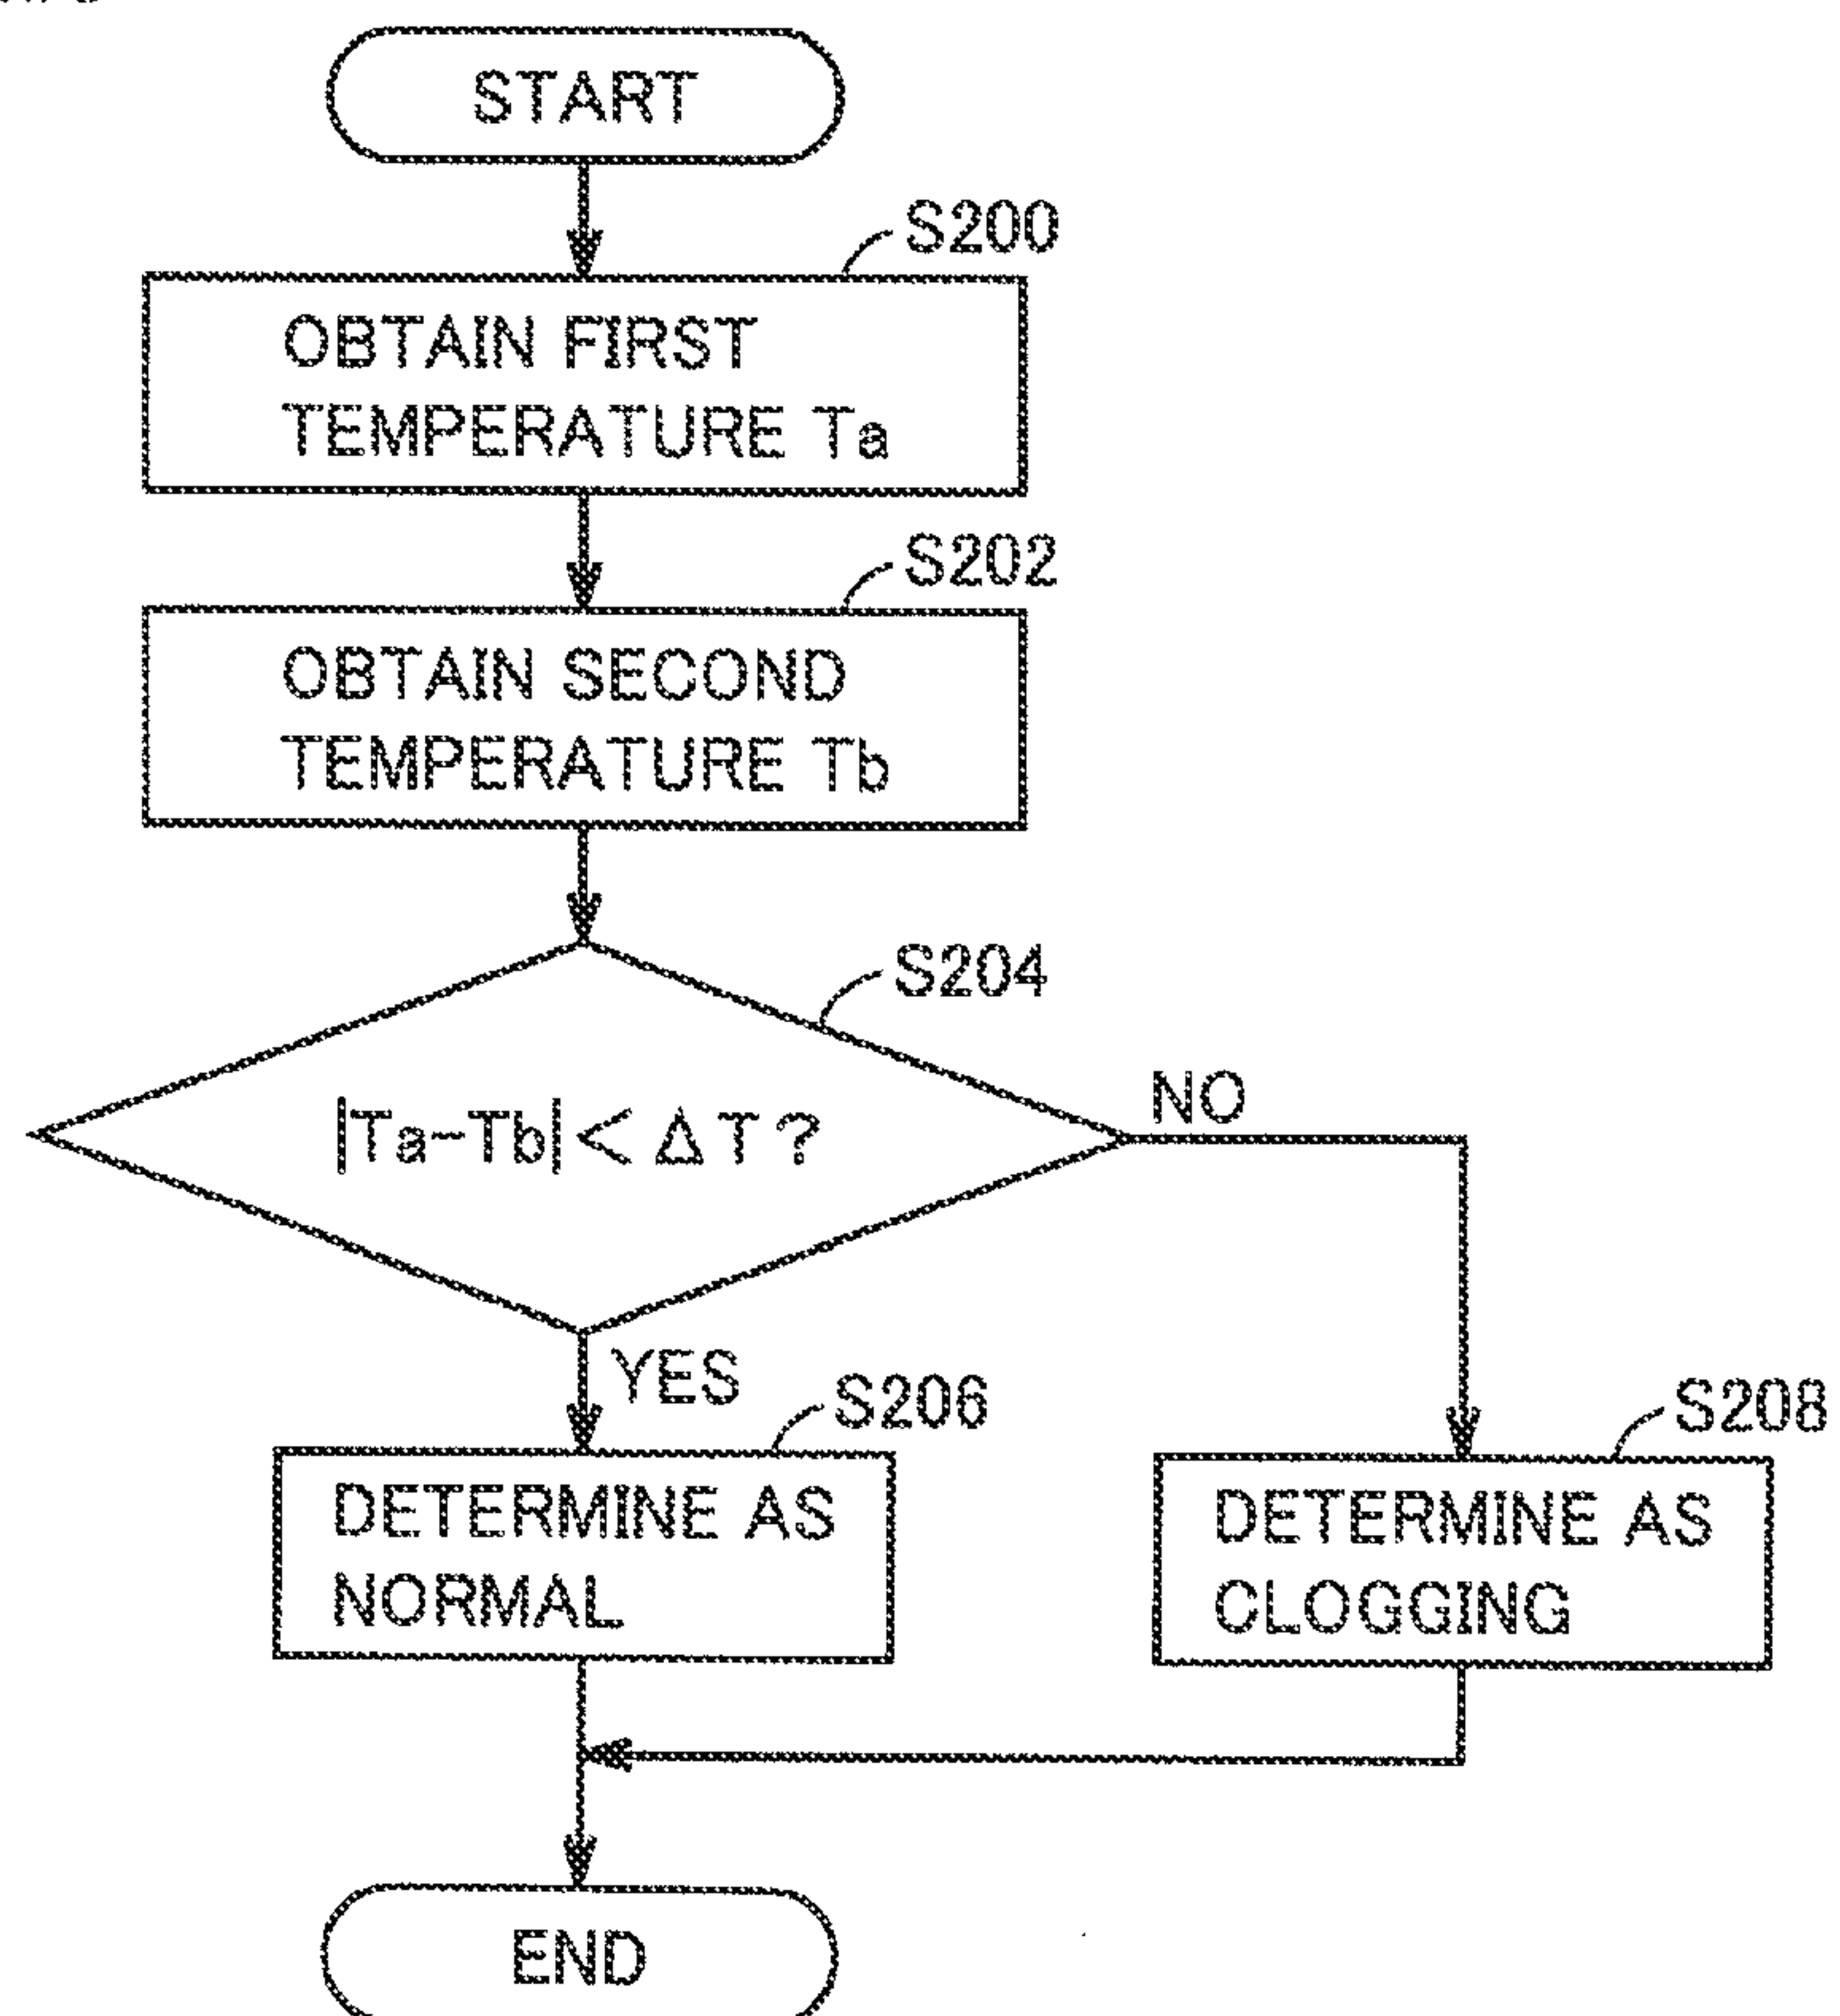 START
S200
OBTAIN FIRST
TEMPERATURE Ta
S202
OBTAIN SECOND
TEMPERATURE Tb
S204
|Ta-Tb|<ΔT?
NO
YES
S206
S208
DETERMINE AS
NORMAL
DETERMINE AS
CLOGGING
END